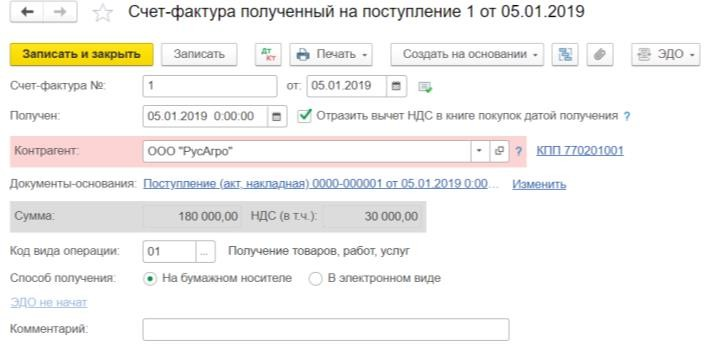 Счет-фактура полученный на поступление 1 от 05.01.2019
Записать и закрыть Записать Дт Кт Печать Создать на основании ЭДО
Счет-фактура №: 1 от: 05.01.2019
Получен: 05.01.2019 0:00:00 Отразить вычет НДС в книге покупок датой получения ?
Контрагент: ООО "РусАгро" ? КПП 770201001
Документы-основания: Поступление (акт, накладная) 0000-000001 от 05.01.2019 0:00... Изменить
Сумма: 180 000,00 НДС (в т.ч.): 30 000,00
Код вида операции: 01 ... Получение товаров, работ, услуг
Способ получения: На бумажном носителе В электронном виде
ЭДО не начат
Комментарий: